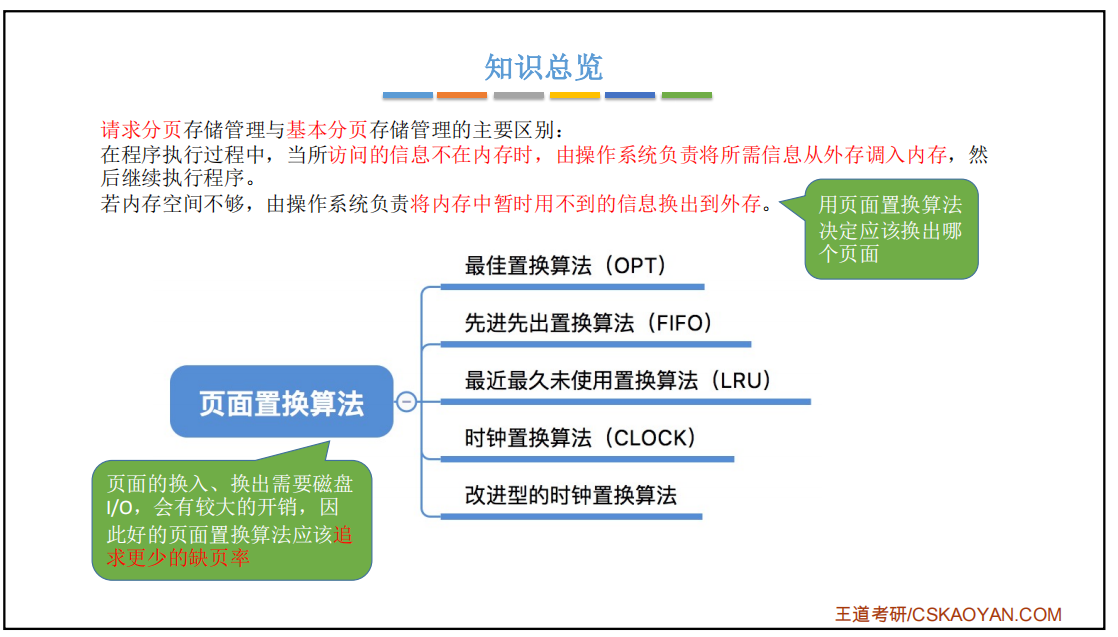 知识总览
请求分页存储管理与基本分页存储管理的主要区别：
在程序执行过程中，当所访问的信息不在内存时，由操作系统负责将所需信息从外存调入内存，然
后继续执行程序。
若内存空间不够，由操作系统负责将内存中暂时用不到的信息换出到外存。
用页面置换算法
决定应该换出哪
个页面
最佳置换算法（OPT）
先进先出置换算法（FIFO）
最近最久未使用置换算法（LRU）
页面置换算法
时钟置换算法（CLOCK）
改进型的时钟置换算法
页面的换入、换出需要磁盘
I/O，会有较大的开销，因
此好的页面置换算法应该追
求更少的缺页率
王道考研/CSKAOYAN.COM